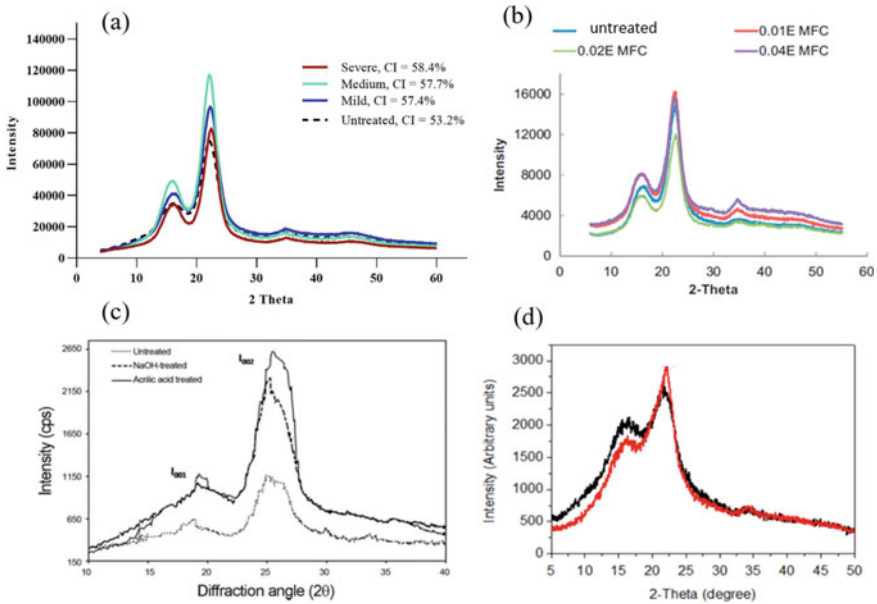 (a)
140000
120000
100000
80000
60000
40000
20000
0
Intensity
Severe, CI = 58.4%
Medium, CI = 57.7%
Mild, CI = 57.4%
Untreated, CI = 53.2%
0 10 20 30 40 50 60
2 Theta
(b)
untreated 0.01E MFC
0.02E MFC 0.04E MFC
16000
12000
8000
4000
0
Intensity
0 10 20 30 40 50 60
2-Theta
(c)
2650
2150
1650
1150
650
150
Intensity (cps)
Untreated
NaOH-treated
Acrilic acid treated
I002
I001
10 15 20 25 30 35 40
Diffraction angle (2θ)
(d)
3000
2500
2000
1500
1000
500
0
Intensity (Arbitrary units)
5 10 15 20 25 30 35 40 45 50
2-Theta (degree)